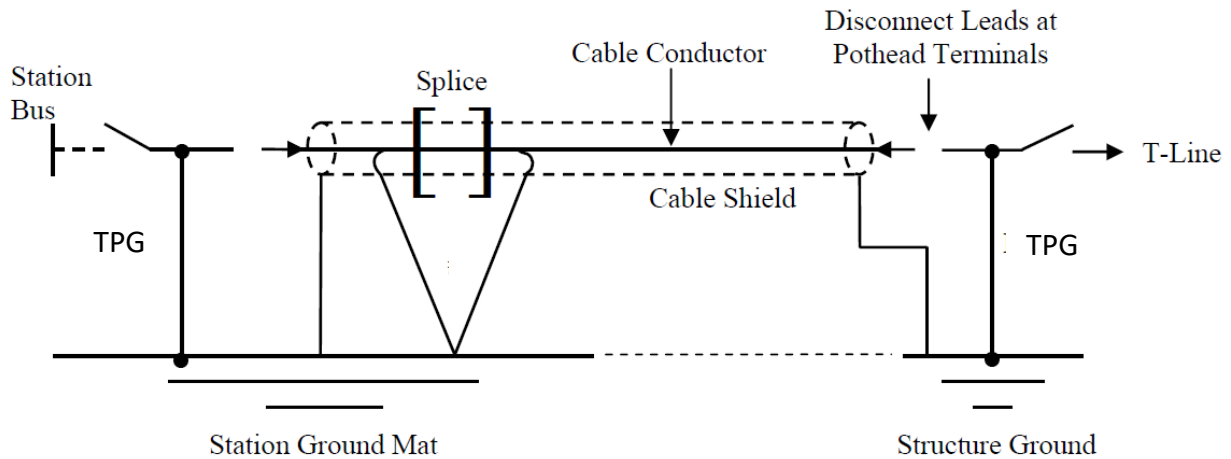 Disconnect Leads at
Pothead Terminals
Cable Conductor
Station
Bus
Splice
T-Line
Cable Shield
TPG
TPG
Station Ground Mat
Structure Ground